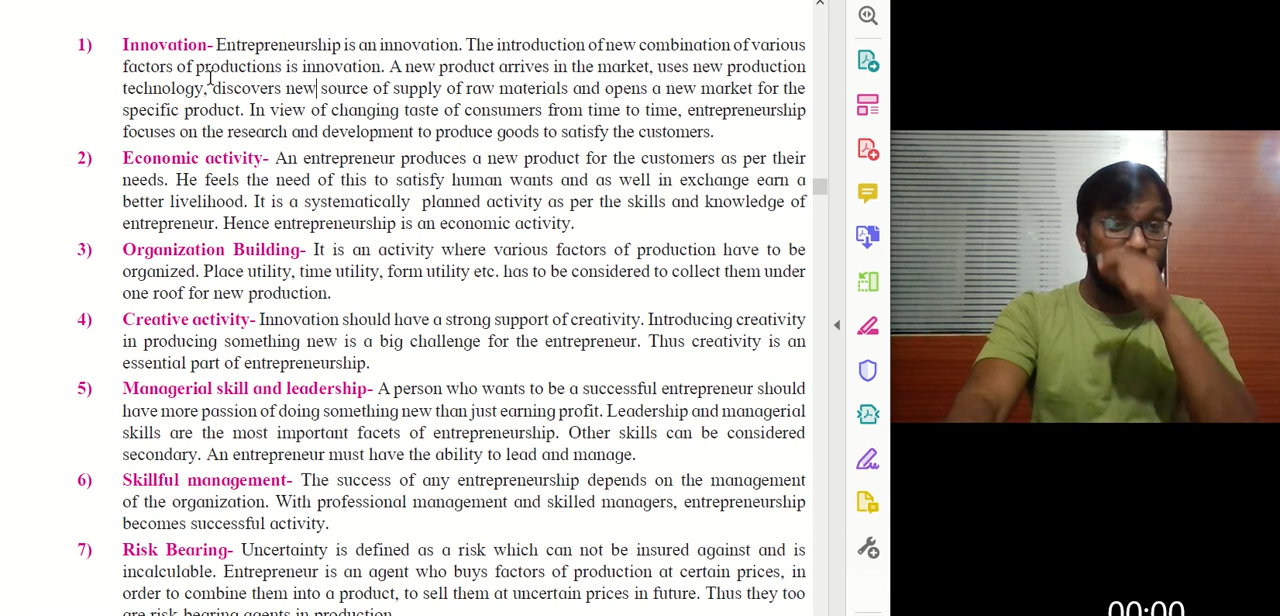 1) Innovation- Entrepreneurship is an innovation. The introduction of new combination of various
factors of productions is innovation. A new product arrives in the market, uses new production
technology, discovers new source of supply of raw materials and opens a new market for the
specific product. In view of changing taste of consumers from time to time, entrepreneurship
focuses on the research and development to produce goods to satisfy the customers.
2) Economic activity- An entrepreneur produces a new product for the customers as per their
needs. He feels the need of this to satisfy human wants and as well in exchange earn a
better livelihood. It is a systematically planned activity as per the skills and knowledge of
entrepreneur. Hence entrepreneurship is an economic activity.
3) Organization Building- It is an activity where various factors of production have to be
organized. Place utility, time utility, form utility etc. has to be considered to collect them under
one roof for new production.
4) Creative activity- Innovation should have a strong support of creativity. Introducing creativity
in producing something new is a big challenge for the entrepreneur. Thus creativity is an
essential part of entrepreneurship.
5) Managerial skill and leadership- A person who wants to be a successful entrepreneur should
have more passion of doing something new than just earning profit. Leadership and managerial
skills are the most important facets of entrepreneurship. Other skills can be considered
secondary. An entrepreneur must have the ability to lead and manage.
6) Skillful management- The success of any entrepreneurship depends on the management
of the organization. With professional management and skilled managers, entrepreneurship
becomes successful activity.
7) Risk Bearing- Uncertainty is defined as a risk which can not be insured against and is
incalculable. Entrepreneur is an agent who buys factors of production at certain prices, in
order to combine them into a product, to sell them at uncertain prices in future. Thus they too
are risk bearing agents in production.
00:00